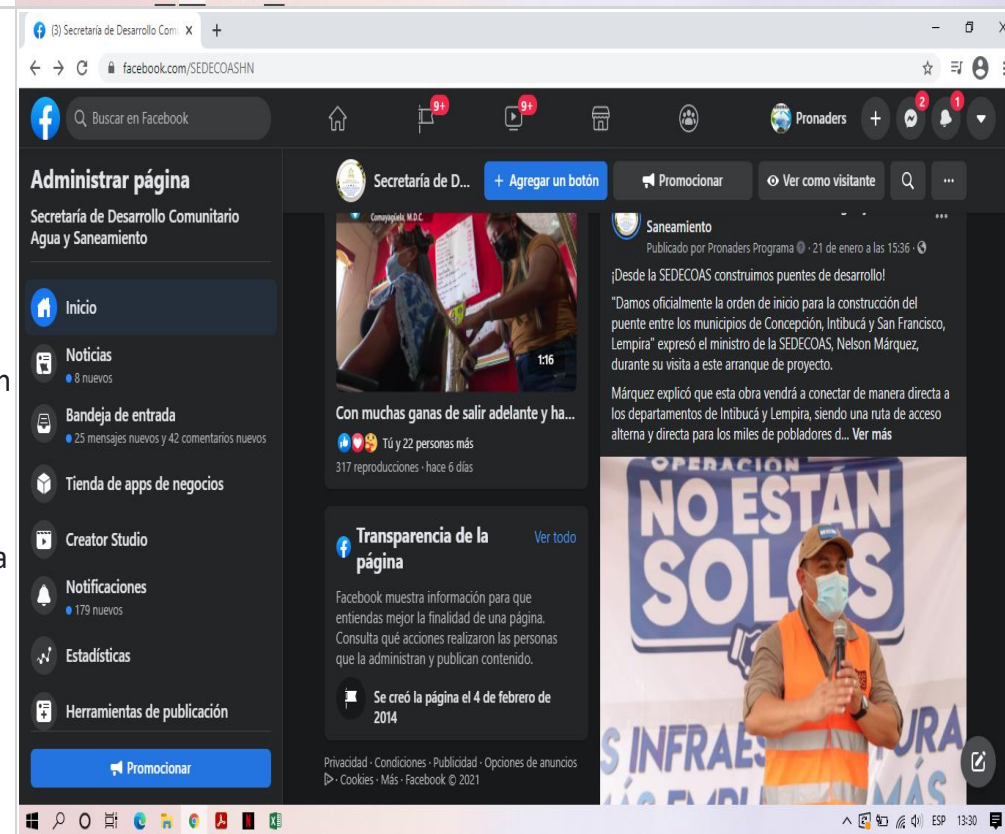 (3) Secretaría de Desarrollo Com
facebook.com/SEDECOASHN
Buscar en Facebook
9+
9+
Pronaders
2
1
Administrar página
Secretaría de Desarrollo Comunitario
Agua y Saneamiento
Inicio
Noticias
8 nuevos
Bandeja de entrada
25 mensajes nuevos y 42 comentarios nuevos
Tienda de apps de negocios
Creator Studio
Notificaciones
179 nuevos
Estadísticas
Herramientas de publicación
Promocionar
Secretaría de D...
+ Agregar un botón
Promocionar
Ver como visitante
Comayagüela, M.D.C.
1:16
Con muchas ganas de salir adelante y ha...
Tú y 22 personas más
317 reproducciones · hace 6 días
Transparencia de la
página
Ver todo
Facebook muestra información para que
entiendas mejor la finalidad de una página.
Consulta qué acciones realizaron las personas
que la administran y publican contenido.
Se creó la página el 4 de febrero de
2014
Privacidad · Condiciones · Publicidad · Opciones de anuncios
· Cookies · Más · Facebook © 2021
Saneamiento
Publicado por Pronaders Programa · 21 de enero a las 15:36 ·
¡Desde la SEDECOAS construimos puentes de desarrollo!
"Damos oficialmente la orden de inicio para la construcción del
puente entre los municipios de Concepción, Intibucá y San Francisco,
Lempira" expresó el ministro de la SEDECOAS, Nelson Márquez,
durante su visita a este arranque de proyecto.
Márquez explicó que esta obra vendrá a conectar de manera directa a
los departamentos de Intibucá y Lempira, siendo una ruta de acceso
alterna y directa para los miles de pobladores d... Ver más
OPERACIÓN
NO ESTÁN
SOLOS
ESP 13:30